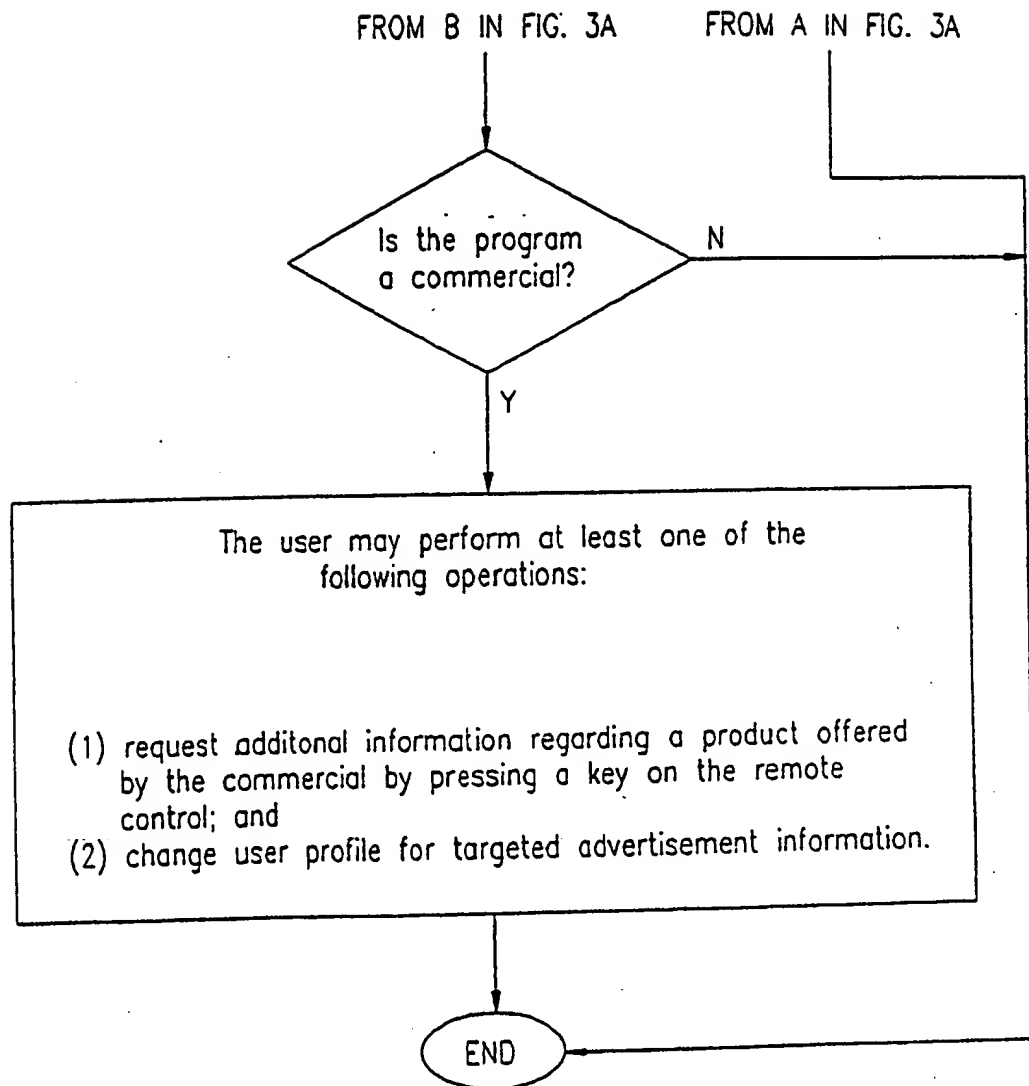 FROM B IN FIG. 3A
FROM A IN FIG. 3A
Is the program
a commercial?
N
Y
The user may perform at least one of the
following operations:
(1) request additonal information regarding a product offered
by the commercial by pressing a key on the remote
control; and
(2) change user profile for targeted advertisement information.
END